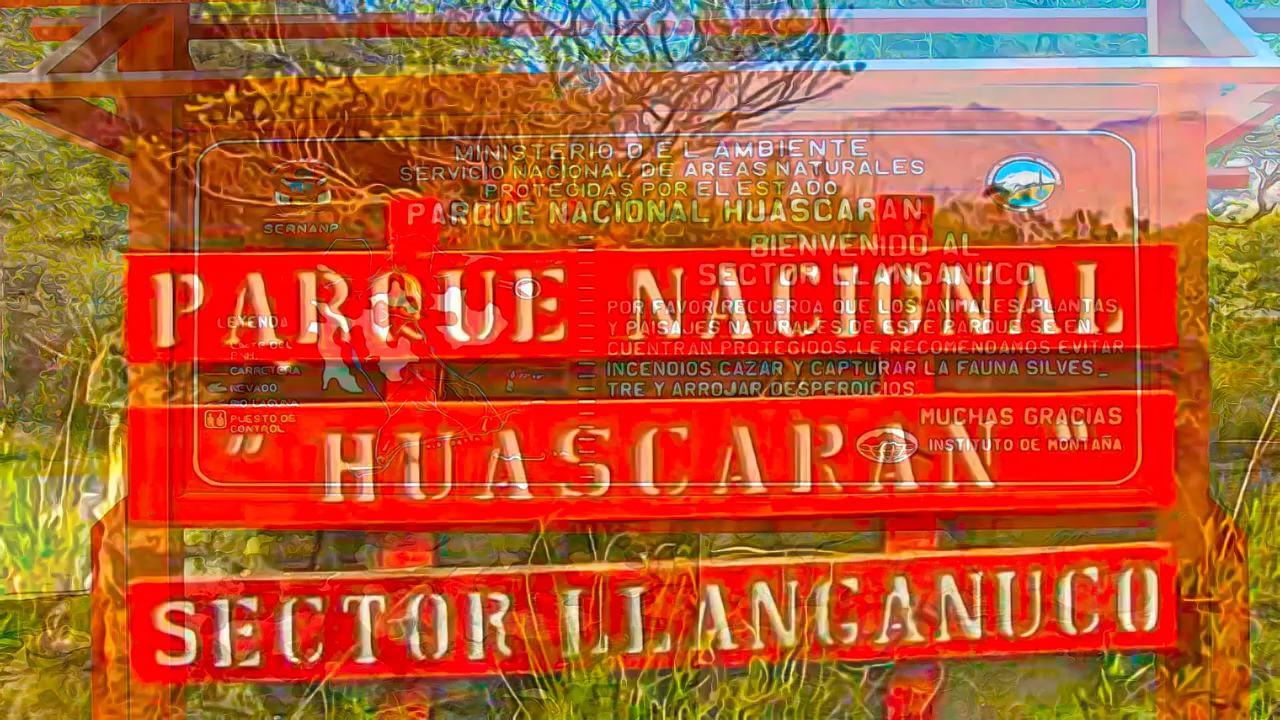 MINISTERIO DEL AMBIENTE
SERVICIO NACIONAL DE AREAS NATURALES
PROTEGIDAS POR EL ESTADO
PARQUE NACIONAL HUASCARAN
SERNANP
BIENVENIDO AL
SECTOR LLANGANUCO
POR FAVOR RECUERDA QUE LOS ANIMALES, PLANTAS
Y PAISAJES NATURALES DE ESTE PARQUE SE EN_
CUENTRAN PROTEGIDOS. LE RECOMENDAMOS EVITAR
INCENDIOS, CAZAR Y CAPTURAR LA FAUNA SILVES_
TRE Y ARROJAR DESPERDICIOS.
MUCHAS GRACIAS
INSTITUTO DE MONTAÑA
LEYENDA
CARRETERA
NEVADO
RIO LAGUNA
PUESTO DE
CONTROL
PARQUE NACIONAL
" HUASCARAN "
SECTOR LLANGANUCO